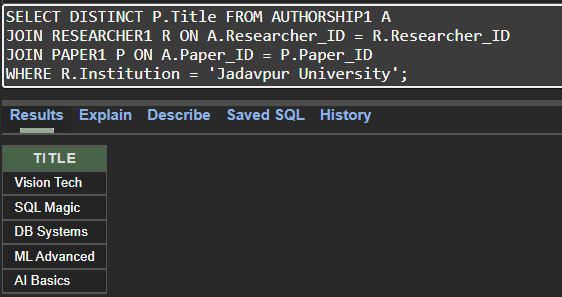 SELECT DISTINCT P.Title FROM AUTHORSHIP1 A
JOIN RESEARCHER1 R ON A.Researcher_ID = R.Researcher_ID
JOIN PAPER1 P ON A.Paper_ID = P.Paper_ID
WHERE R.Institution = 'Jadavpur University';
Results Explain Describe Saved SQL History
TITLE
Vision Tech
SQL Magic
DB Systems
ML Advanced
AI Basics